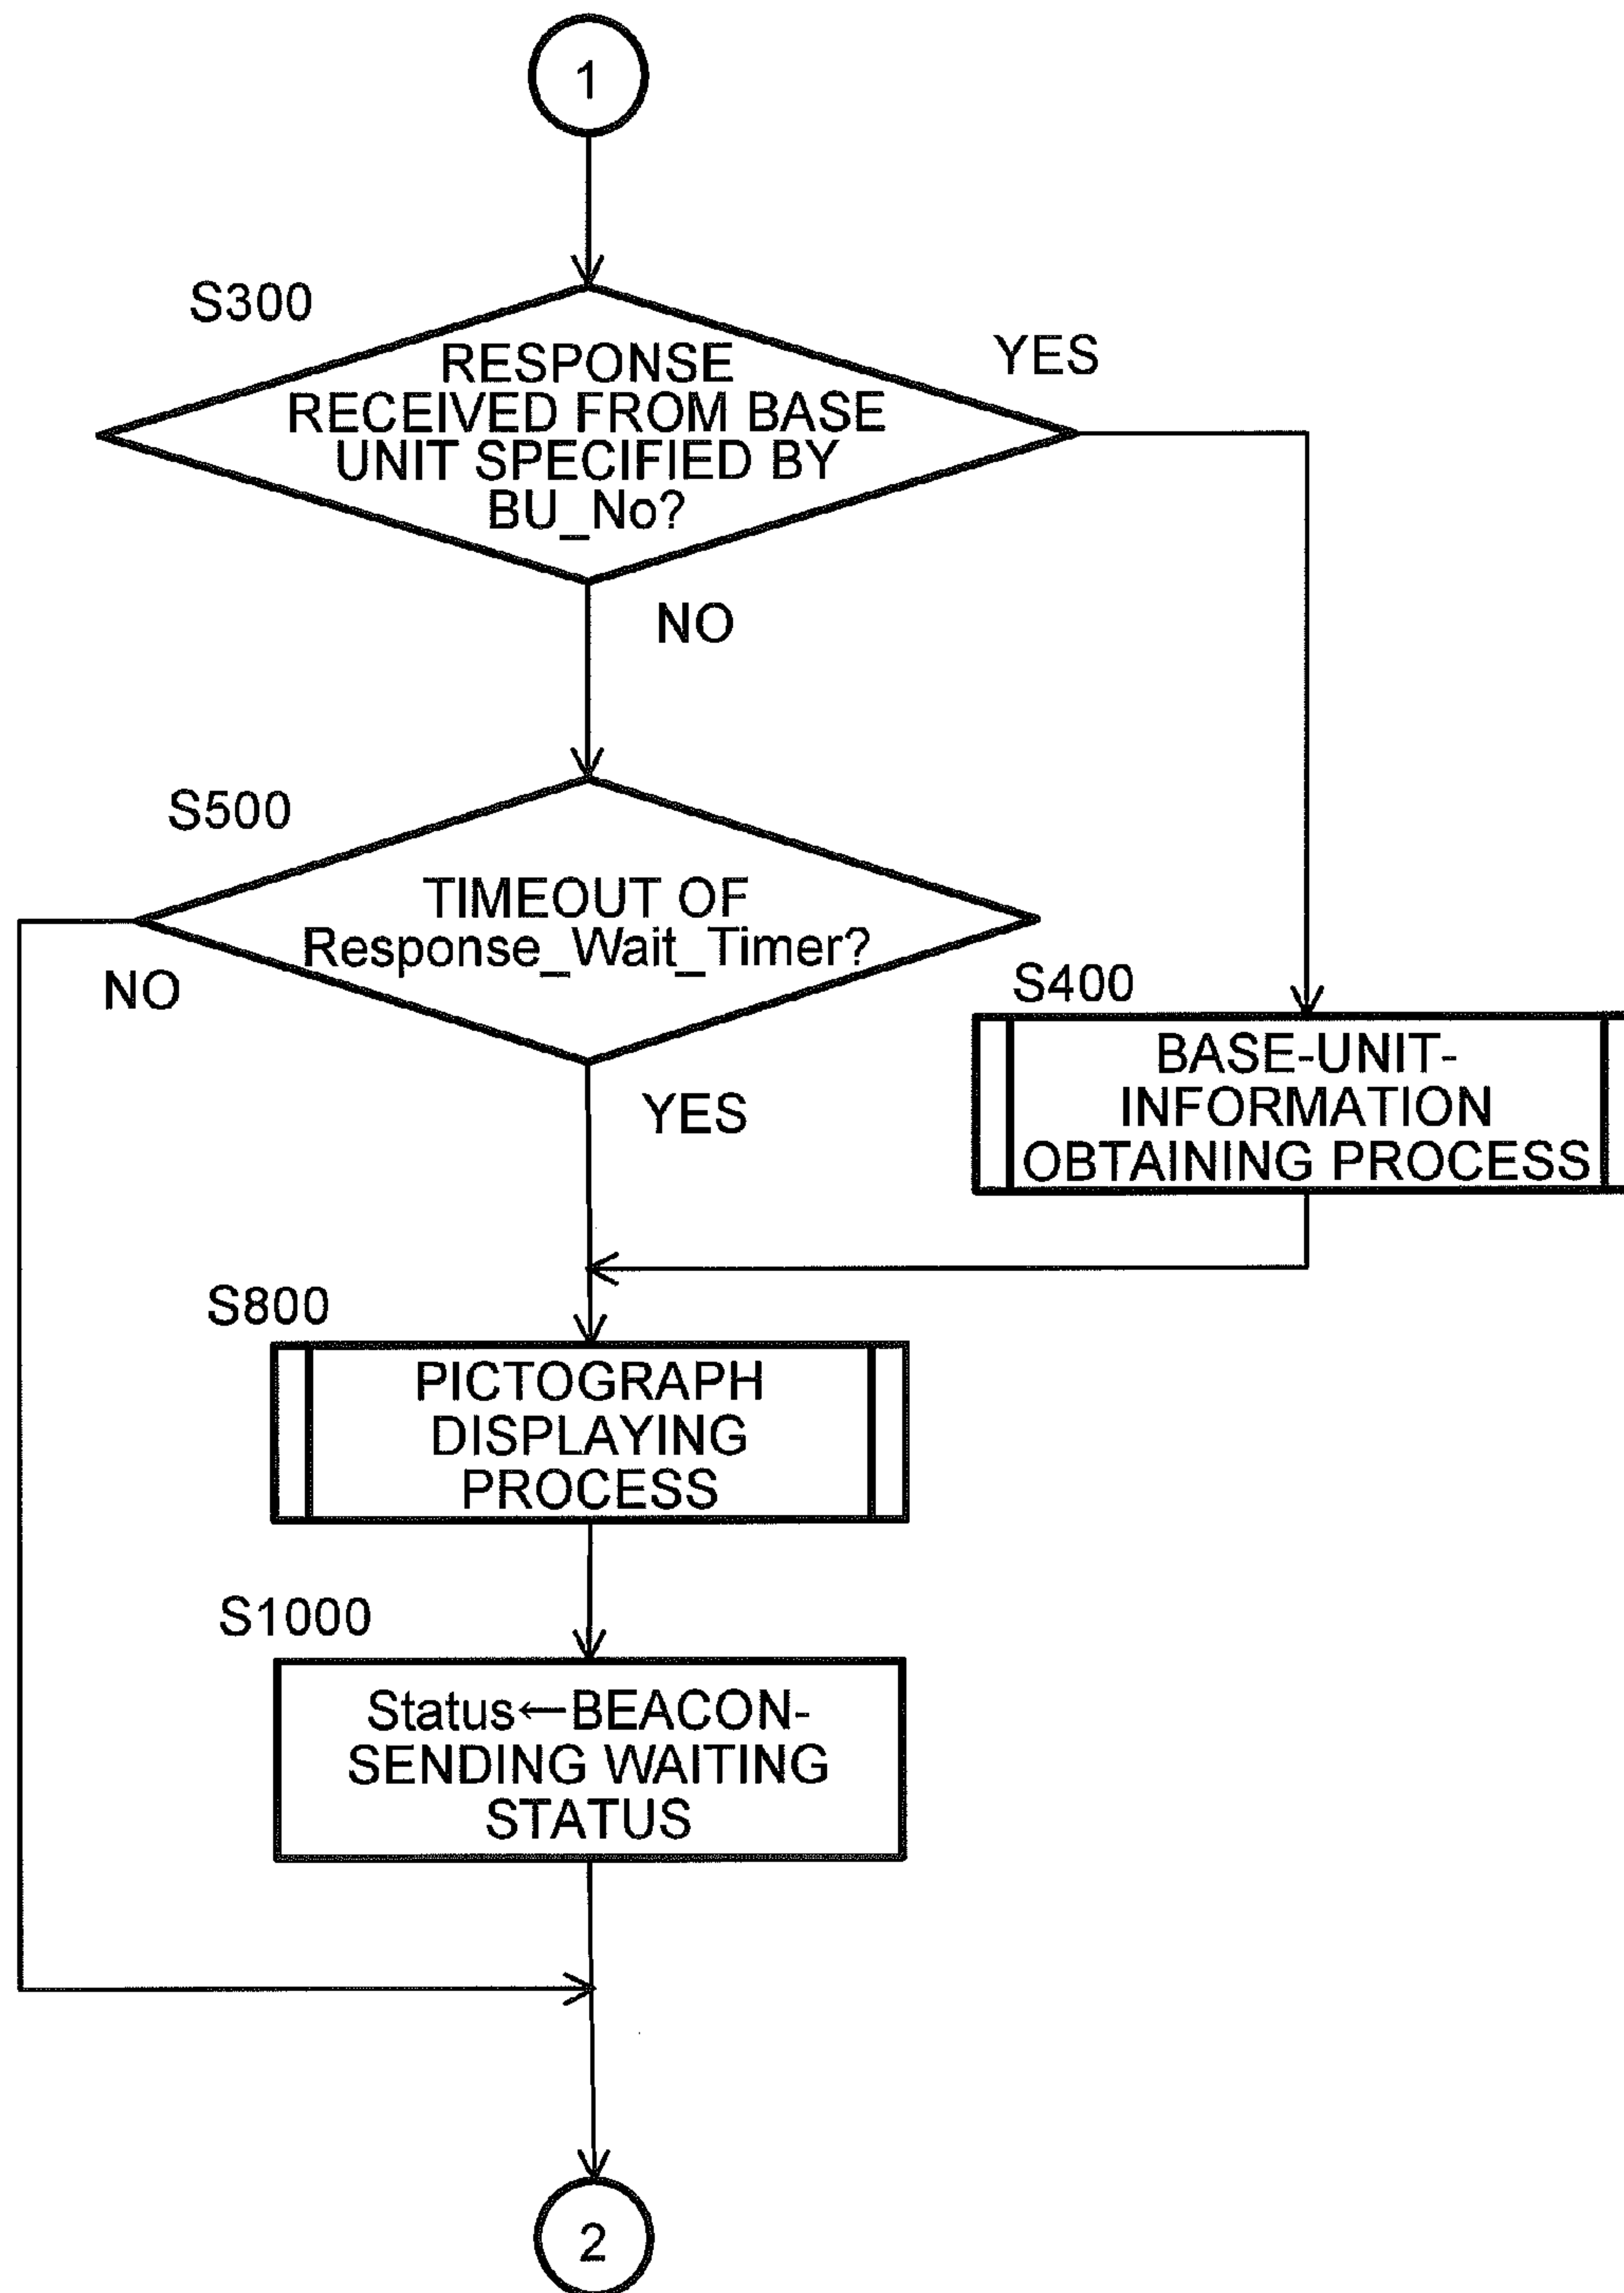 1
S300
RESPONSE
RECEIVED FROM BASE
UNIT SPECIFIED BY
BU_No?
YES
NO
S500
TIMEOUT OF
Response_Wait_Timer?
NO
YES
S400
BASE-UNIT-
INFORMATION
OBTAINING PROCESS
S800
PICTOGRAPH
DISPLAYING
PROCESS
S1000
Status←BEACON-
SENDING WAITING
STATUS
2